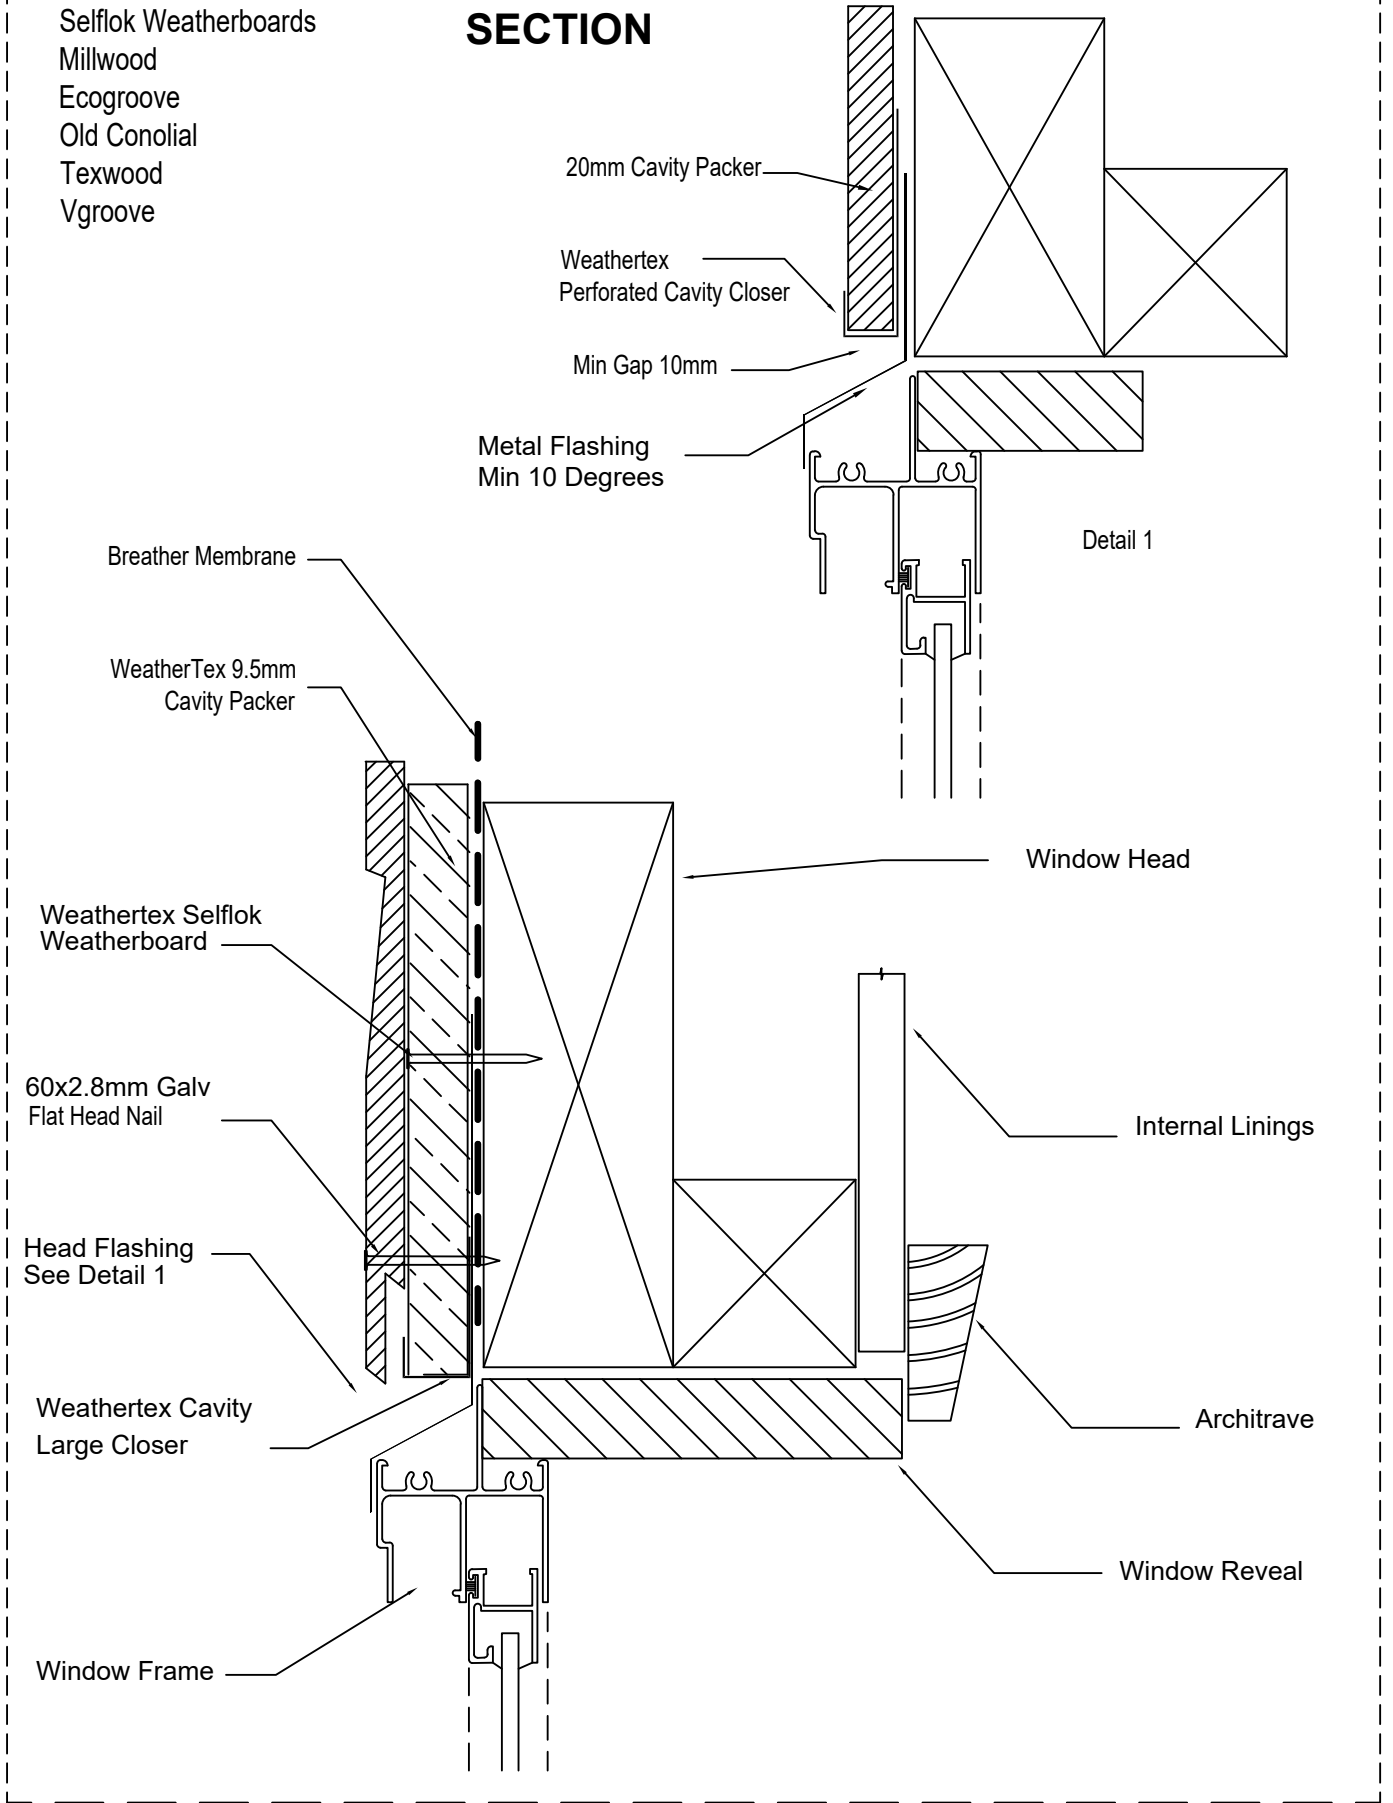 Selflok Weatherboards
Millwood
Ecogroove
Old Conolial
Texwood
Vgroove
SECTION
20mm Cavity Packer
Weathertex
Perforated Cavity Closer
Min Gap 10mm
Metal Flashing
Min 10 Degrees
Detail 1
Breather Membrane
WeatherTex 9.5mm
Cavity Packer
Window Head
Weathertex Selflok
Weatherboard
60x2.8mm Galv
Flat Head Nail
Internal Linings
Head Flashing
See Detail 1
Weathertex Cavity
Large Closer
Architrave
Window Reveal
Window Frame